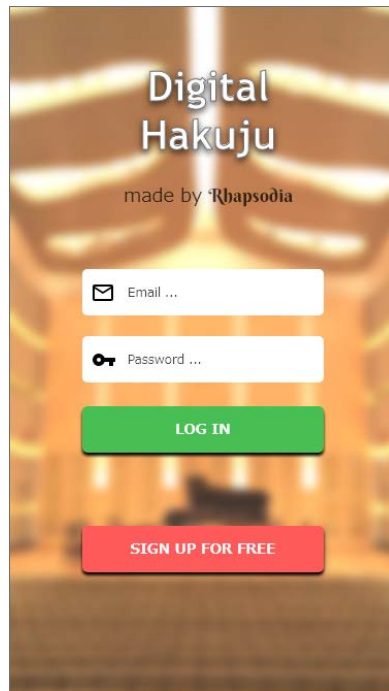 Digital
Hakuju
made by Rhapsodia
Email ...
Password ...
LOG IN
SIGN UP FOR FREE